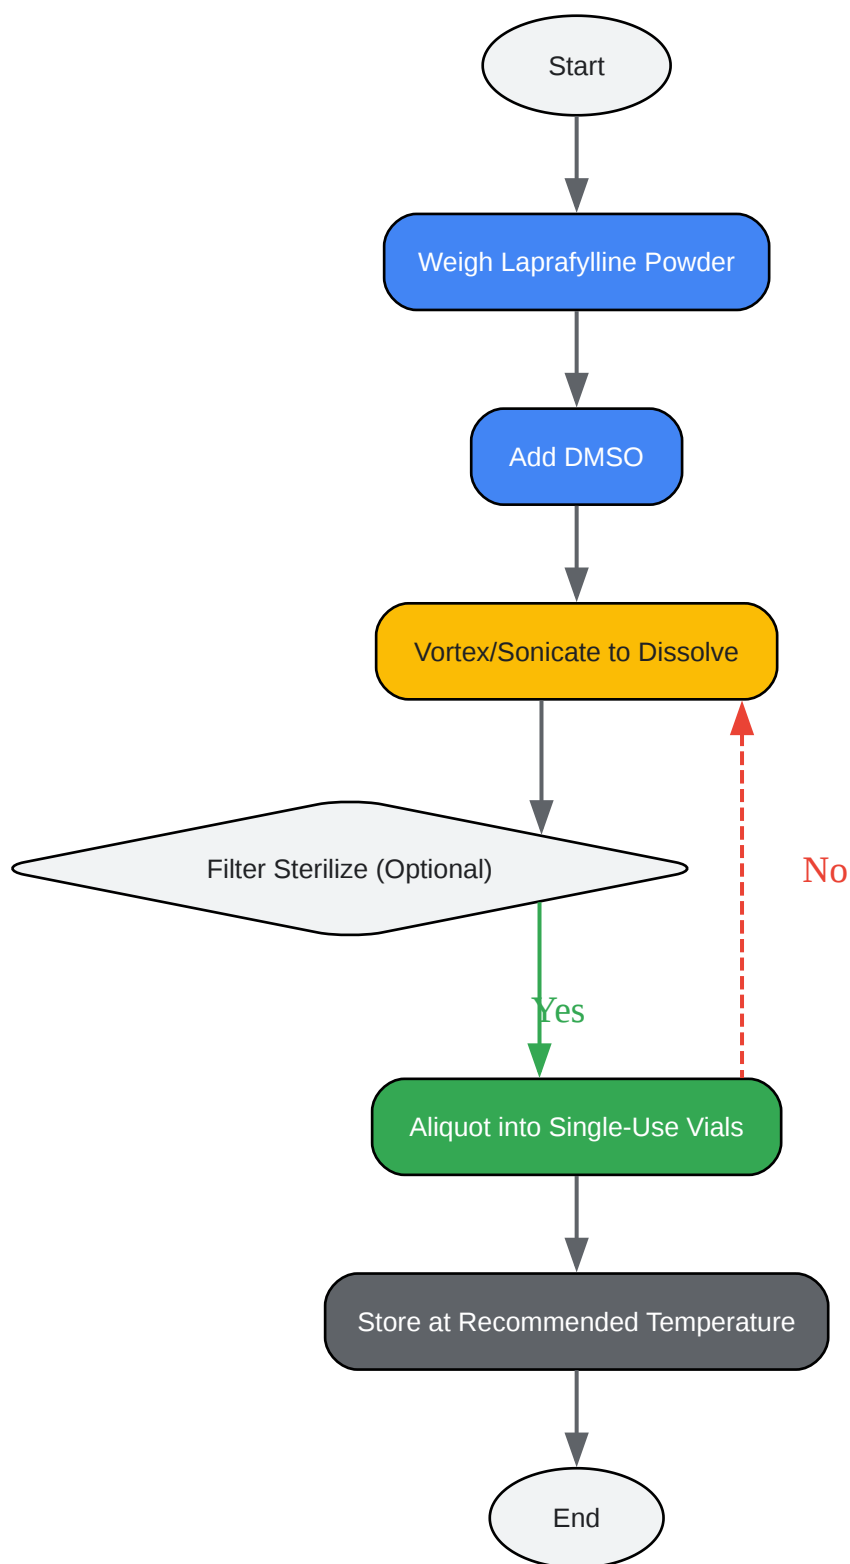 Start
Weigh Laprafylline Powder
Add DMSO
Vortex/Sonicate to Dissolve
Filter Sterilize (Optional)
No
Yes
Aliquot into Single-Use Vials
Store at Recommended Temperature
End